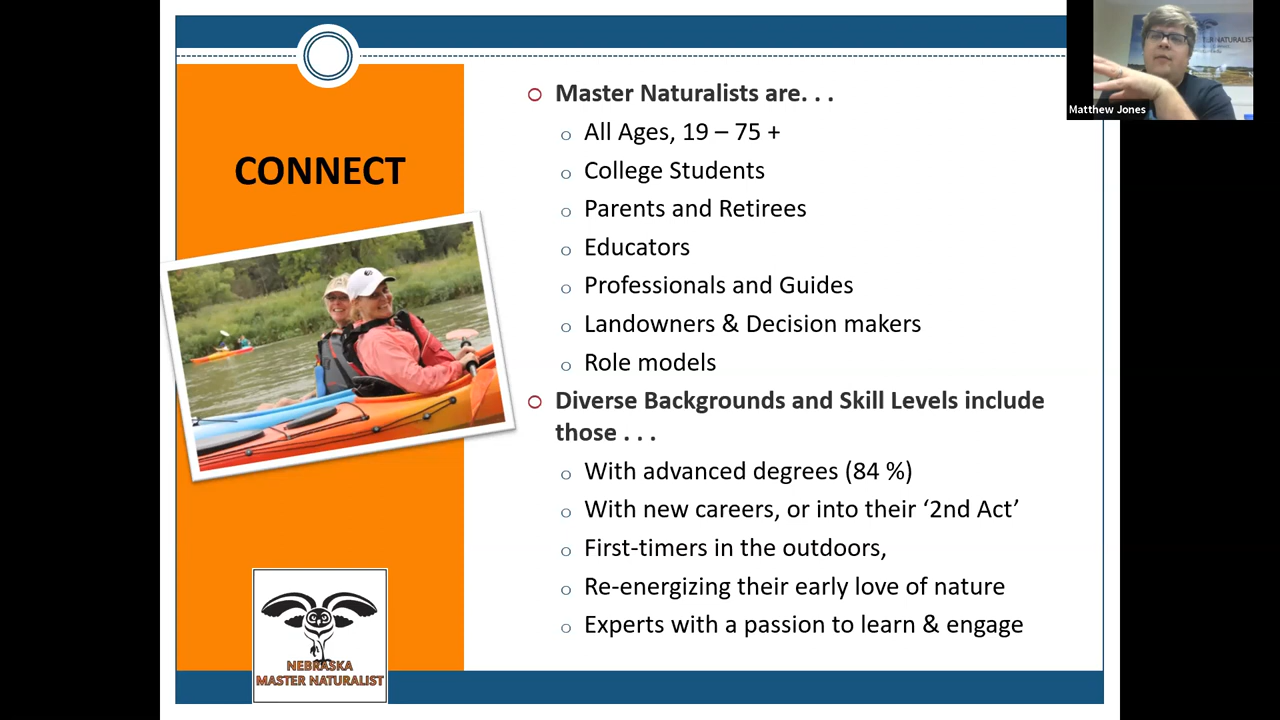 CONNECT
Master Naturalists are. . .
All Ages, 19 – 75 +
College Students
Parents and Retirees
Educators
Professionals and Guides
Landowners & Decision makers
Role models
Diverse Backgrounds and Skill Levels include
those . . .
With advanced degrees (84 %)
With new careers, or into their ‘2nd Act’
First-timers in the outdoors,
Re-energizing their early love of nature
Experts with a passion to learn & engage
NEBRASKA
MASTER NATURALIST
Matthew Jones